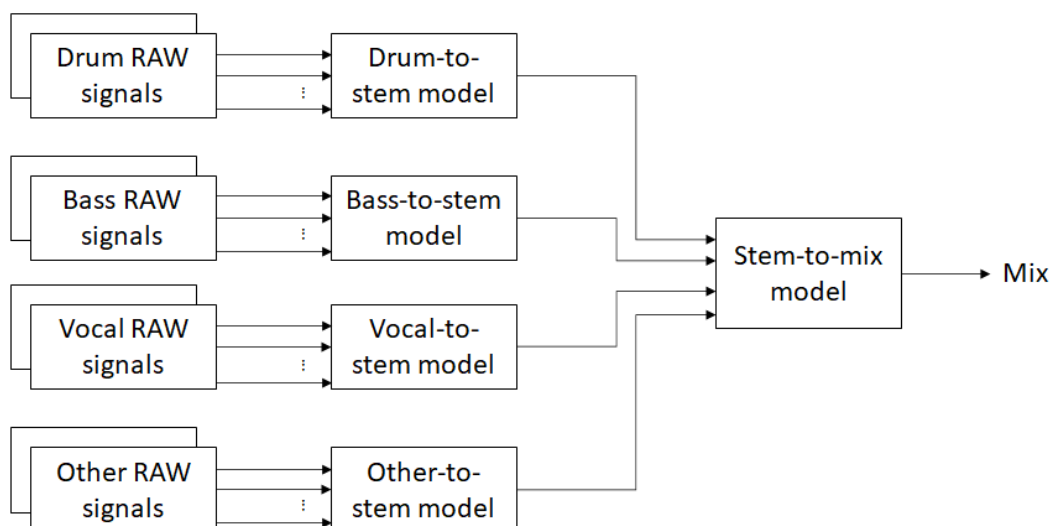 Drum RAW
signals
Drum-to-
stem model
Bass RAW
signals
Bass-to-stem
model
Vocal RAW
signals
Vocal-to-
stem model
Other RAW
signals
Other-to-
stem model
Stem-to-mix
model
Mix